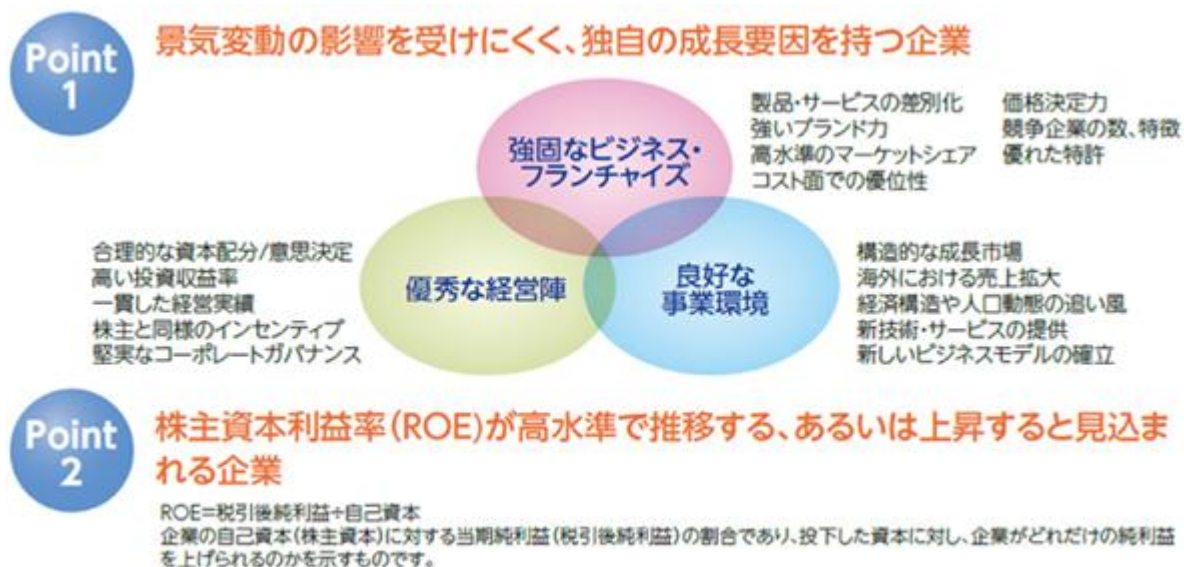 Point
1
景気変動の影響を受けにくく、独自の成長要因を持つ企業
強固なビジネス・
フランチャイズ
製品・サービスの差別化
強いブランド力
高水準のマーケットシェア
コスト面での優位性
価格決定力
競争企業の数、特徴
優れた特許
合理的な資本配分/意思決定
高い投資収益率
一貫した経営実績
株主と同様のインセンティブ
堅実なコーポレートガバナンス
優秀な経営陣
良好な
事業環境
構造的な成長市場
海外における売上拡大
経済構造や人口動態の追い風
新技術・サービスの提供
新しいビジネスモデルの確立
Point
2
株主資本利益率(ROE)が高水準で推移する、あるいは上昇すると見込ま
れる企業
ROE=税引後純利益÷自己資本
企業の自己資本(株主資本)に対する当期純利益(税引後純利益)の割合であり、投下した資本に対し、企業がどれだけの純利益
を上げられるのかを示すものです。